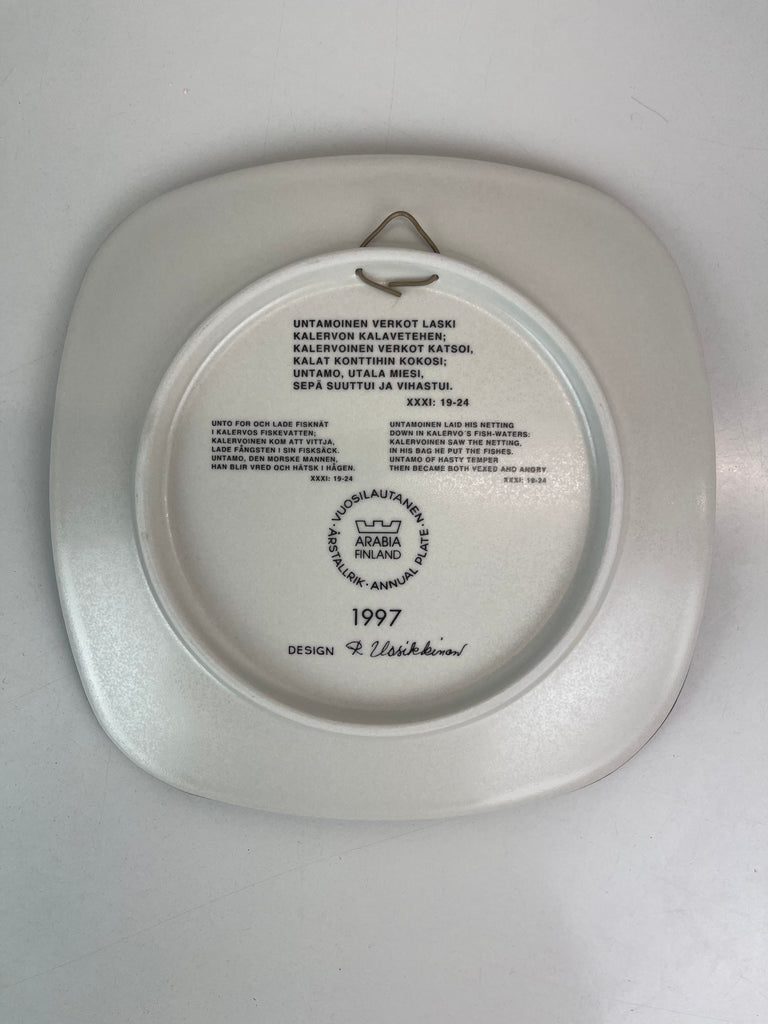 UNTAMOINEN VERKOT LASKI
KALERVON KALAVETEHEN;
KALERVOINEN VERKOT KATSOI,
KALAT KONTTIHIN KOKOSI;
UNTAMO, UTALA MIESI,
SEPÄ SUUTTUI JA VIHASTUI.
XXXI: 19-24
UNTO FOR OCH LADE FISKNÄT
I KALERVOS FISKEVATTEN;
KALERVOINEN KOM ATT VITTJA,
LADE FÅNGSTEN I SIN FISKSÄCK.
UNTAMO, DEN MORSKE MANNEN,
HAN BLIR VRED OCH HÄTSK I HÅGEN.
XXXI: 19-24
UNTAMOINEN LAID HIS NETTING
DOWN IN KALERVO´S FISH-WATERS:
KALERVOINEN SAW THE NETTING,
IN HIS BAG HE PUT THE FISHES.
UNTAMO OF HASTY TEMPER
THEN BECAME BOTH VEXED AND ANGRY.
XXXI: 19-24
·VUOSILAUTANEN·
ARABIA
FINLAND
ÅRSTALLRIK·ANNUAL PLATE
1997
DESIGN R Uosikkinen